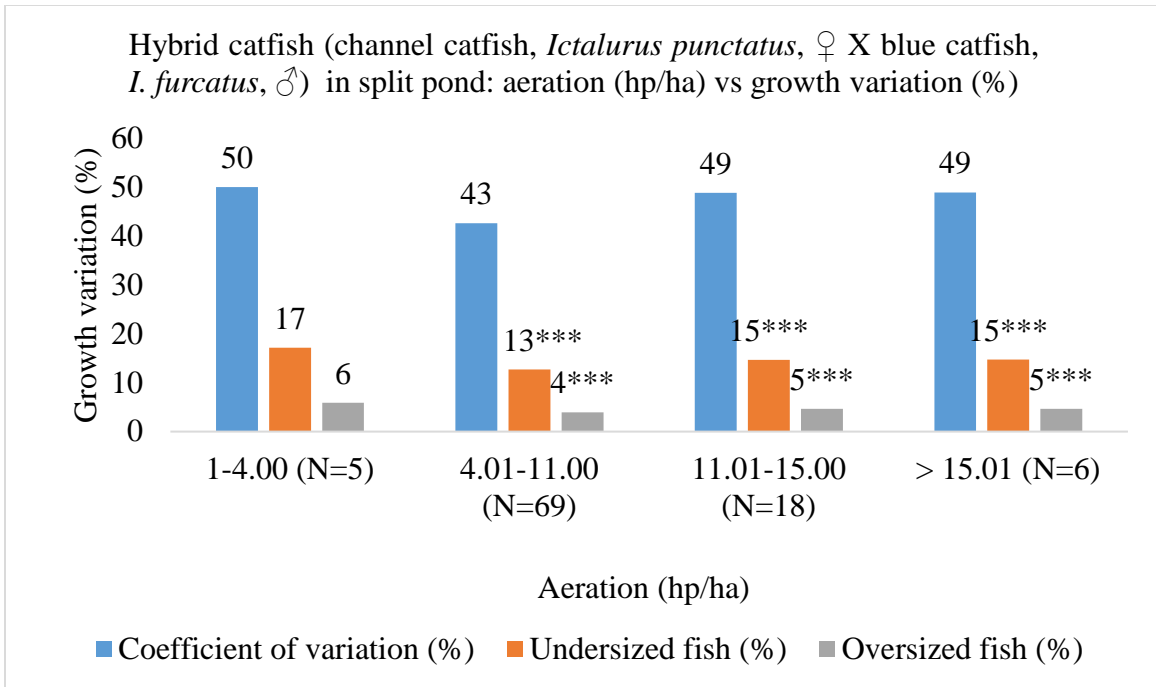 Hybrid catfish (channel catfish, Ictalurus punctatus, ♀ X blue catfish,
I. furcatus, ♂) in split pond: aeration (hp/ha) vs growth variation (%)
Growth variation (%)
60
50
40
30
20
10
0
50
17
6
43
13***
4***
49
15***
5***
49
15***
5***
1-4.00 (N=5)
4.01-11.00
(N=69)
11.01-15.00
(N=18)
> 15.01 (N=6)
Aeration (hp/ha)
Coefficient of variation (%)
Undersized fish (%)
Oversized fish (%)